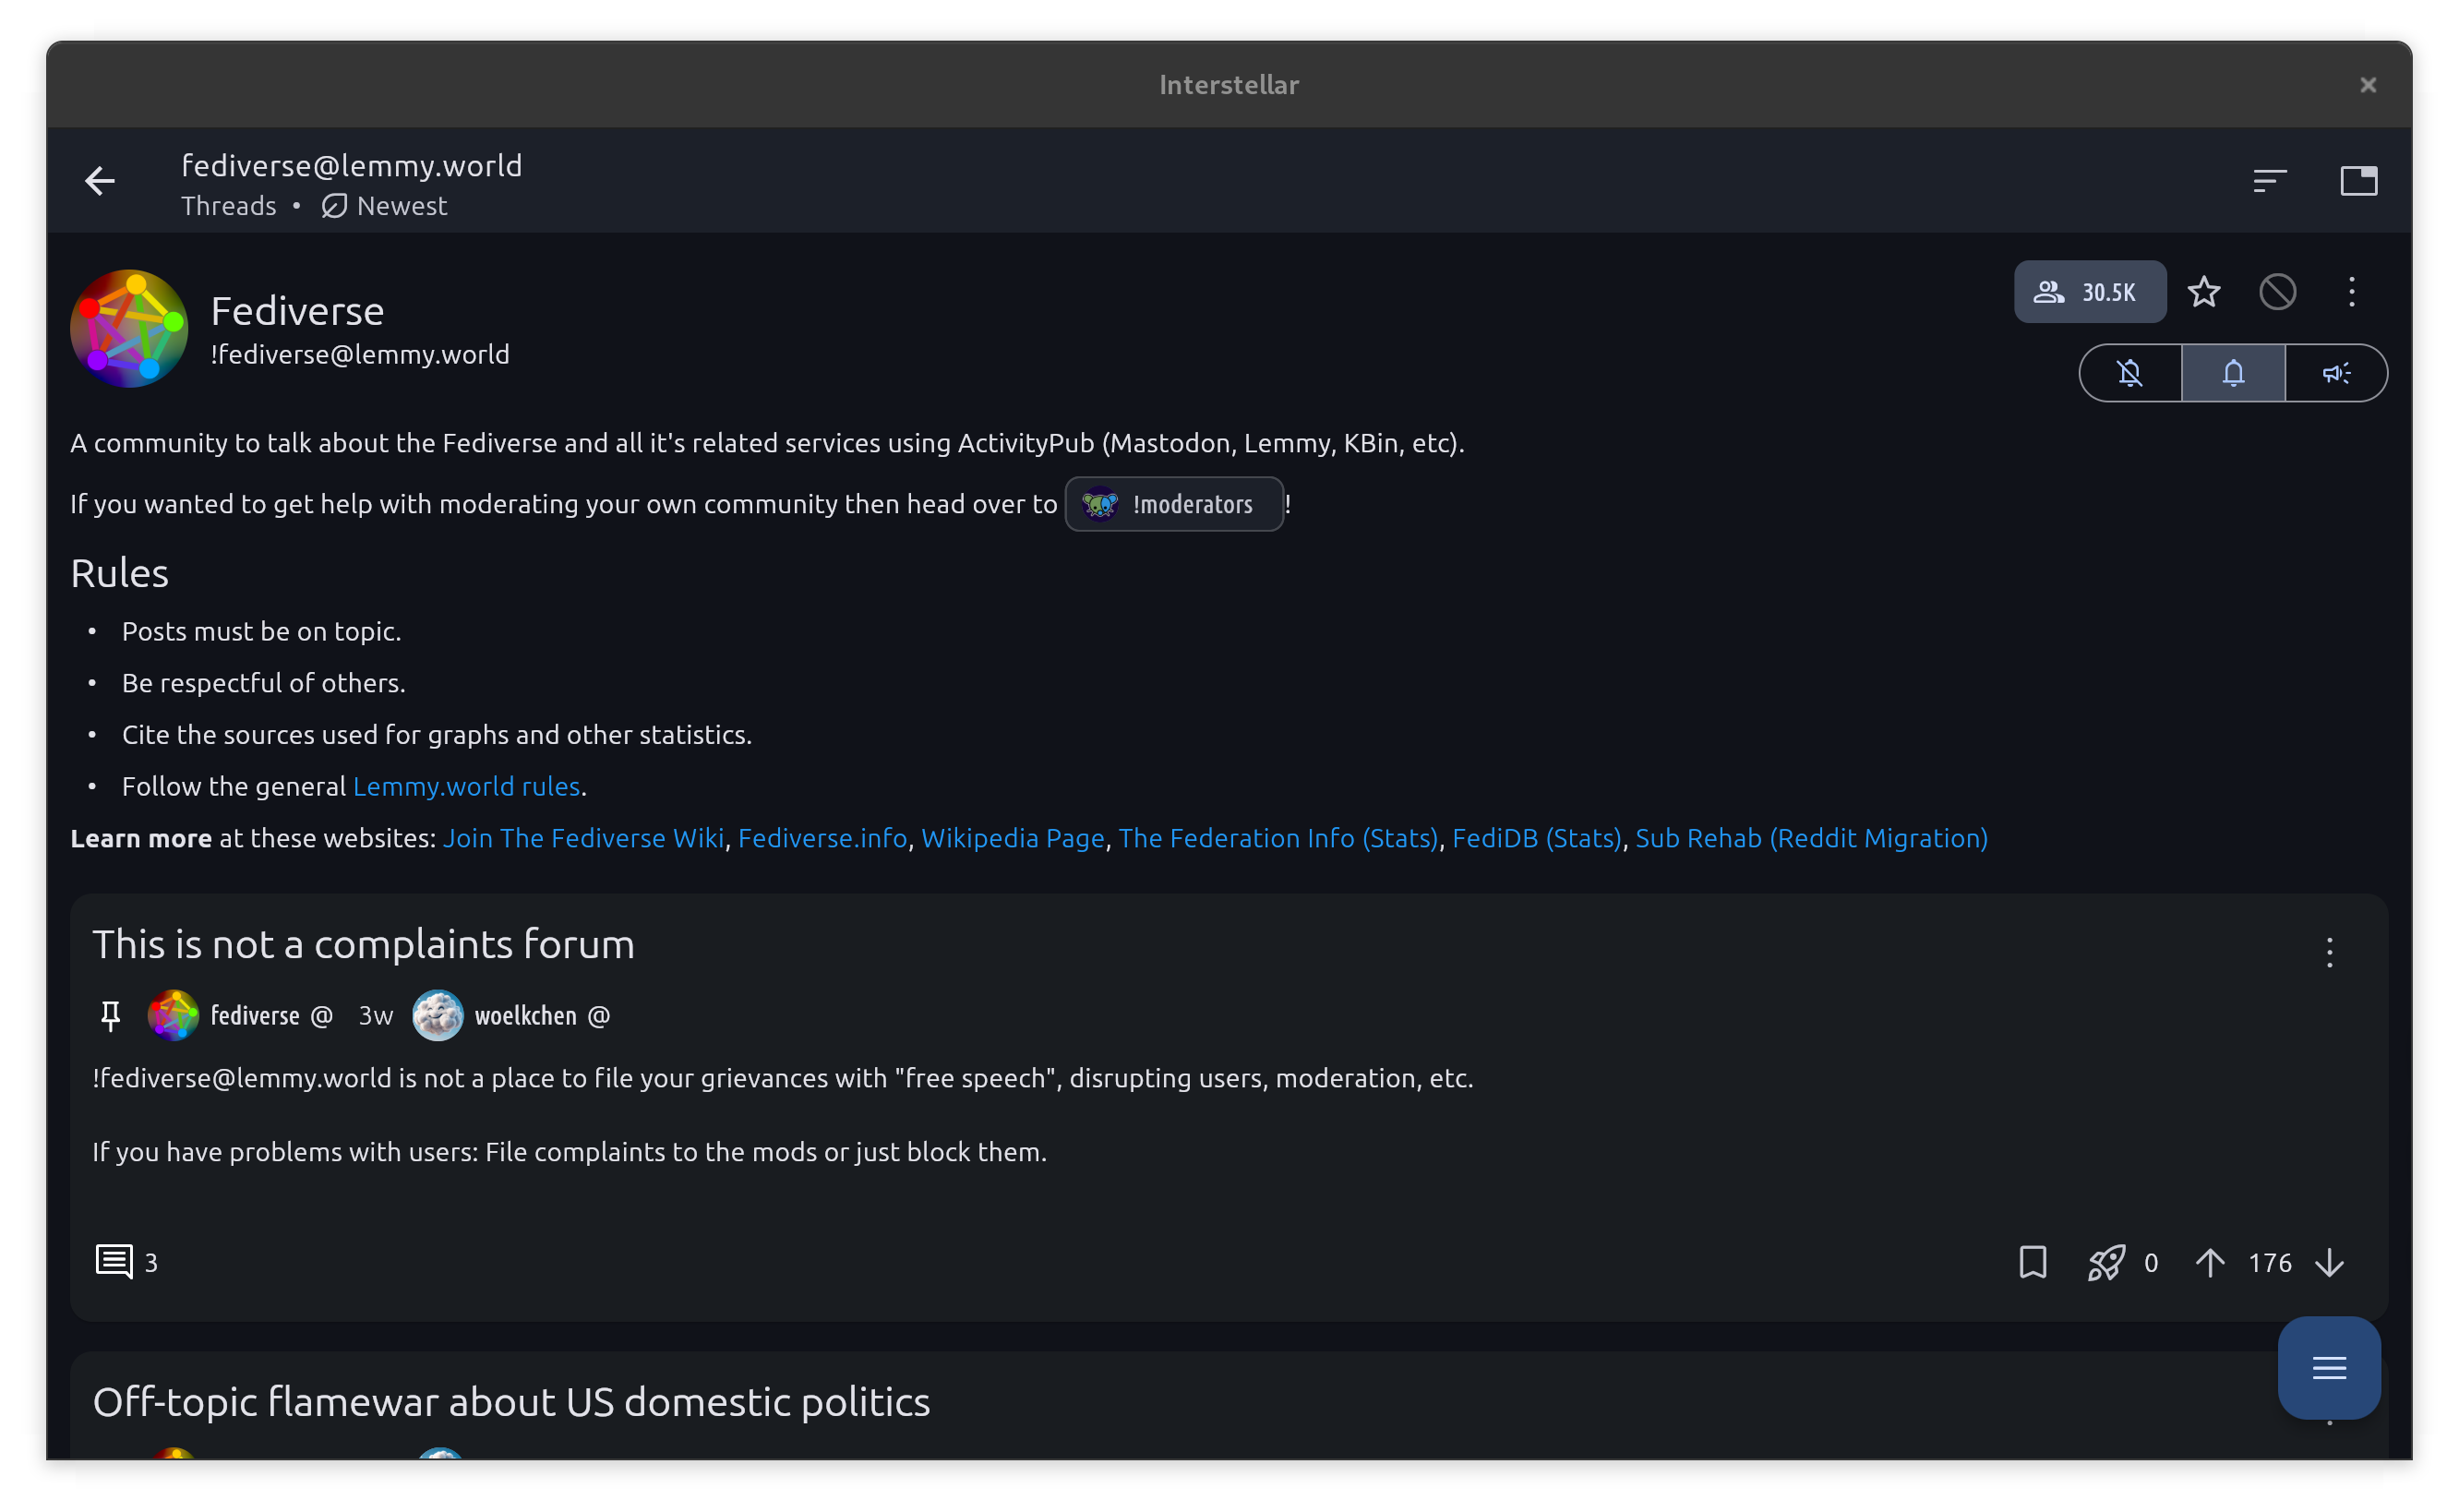 Interstellar
fediverse@lemmy.world
Threads • Newest
Fediverse
!fediverse@lemmy.world
30.5K
A community to talk about the Fediverse and all it's related services using ActivityPub (Mastodon, Lemmy, KBin, etc).
If you wanted to get help with moderating your own community then head over to !moderators !
Rules
• Posts must be on topic.
• Be respectful of others.
• Cite the sources used for graphs and other statistics.
• Follow the general Lemmy.world rules.
Learn more at these websites: Join The Fediverse Wiki, Fediverse.info, Wikipedia Page, The Federation Info (Stats), FediDB (Stats), Sub Rehab (Reddit Migration)
This is not a complaints forum
fediverse @ 3w woelkchen @
!fediverse@lemmy.world is not a place to file your grievances with "free speech", disrupting users, moderation, etc.
If you have problems with users: File complaints to the mods or just block them.
3 0 176
Off-topic flamewar about US domestic politics